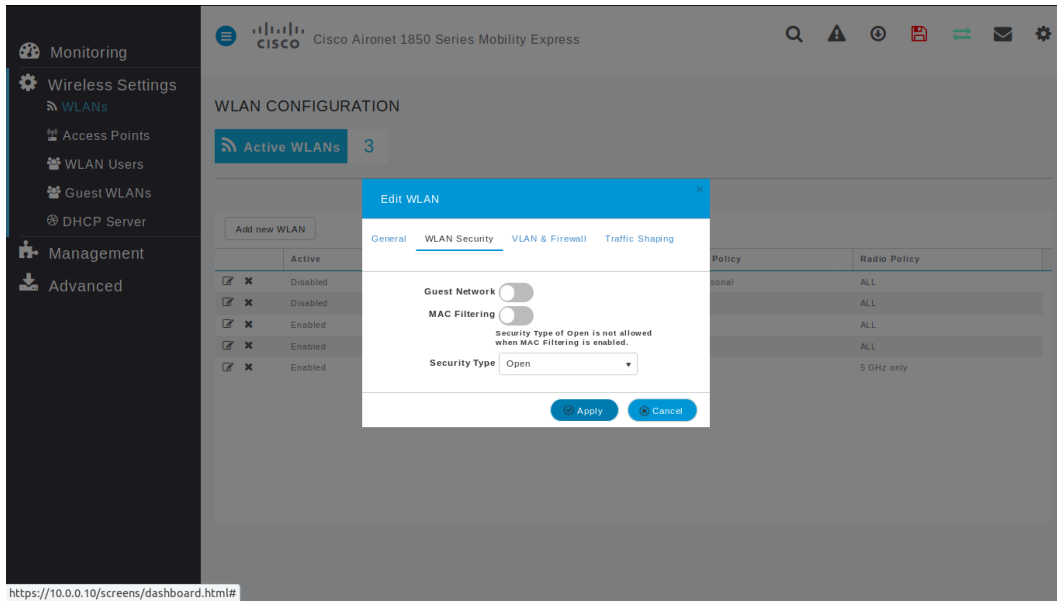 Monitoring
Wireless Settings
WLANs
Access Points
WLAN Users
Guest WLANs
DHCP Server
Management
Advanced
CISCO Cisco Aironet 1850 Series Mobility Express
WLAN CONFIGURATION
Active WLANs 3
Add new WLAN
Active Policy Radio Policy
Disabled sonal ALL
Disabled ALL
Enabled ALL
Enabled ALL
Enabled 5 GHz only
Edit WLAN
General WLAN Security VLAN & Firewall Traffic Shaping
Guest Network
MAC Filtering
Security Type of Open is not allowed
when MAC Filtering is enabled.
Security Type Open
Apply Cancel
https://10.0.0.10/screens/dashboard.html#